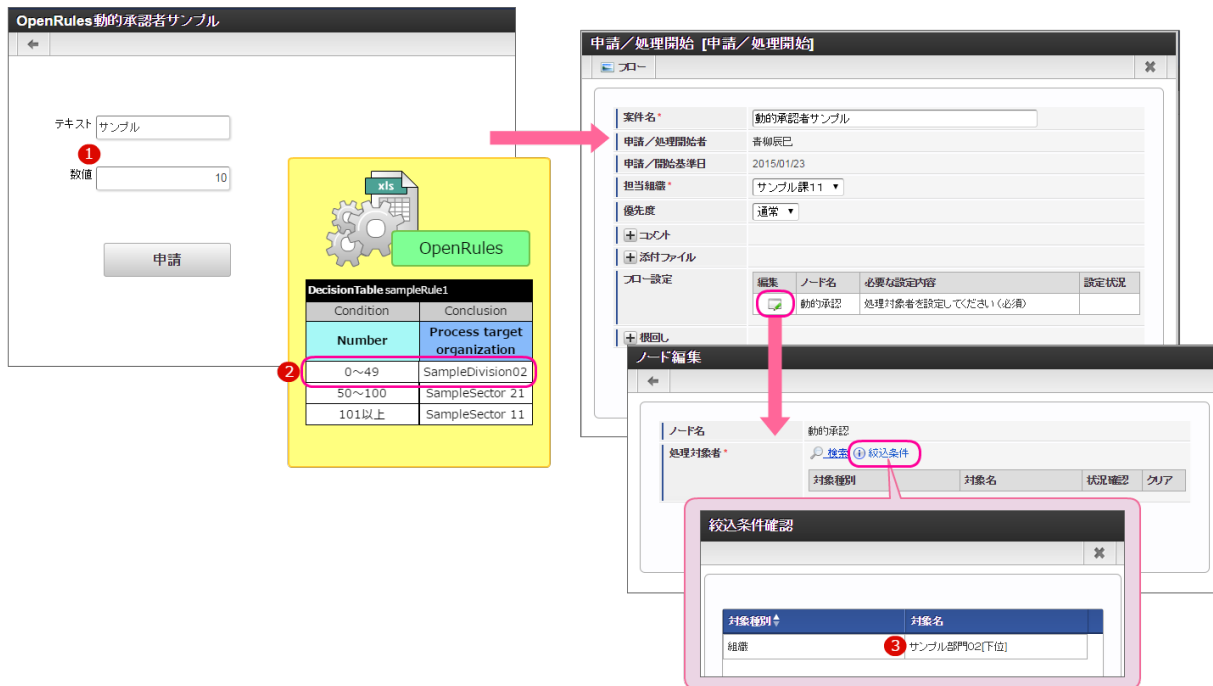 OpenRules動的承認者サンプル
テキスト サンプル
1
数値 10
申請
xls
OpenRules
DecisionTable sampleRule1
Condition Conclusion
Number Process target organization
2
0～49 SampleDivision02
50～100 SampleSector 21
101以上 SampleSector 11
申請／処理開始 [申請／処理開始]
フロー
案件名* 動的承認者サンプル
申請／処理開始者 青柳辰巳
申請／開始基準日 2015/01/23
担当組織* サンプル課11
優先度 通常
コメント
添付ファイル
フロー設定 編集 ノード名 必要な設定内容 設定状況
動的承認 処理対象者を設定してください（必須）
根回し
ノード編集
ノード名 動的承認
処理対象者* 検索 絞込条件
対象種別 対象名 状況確認 クリア
絞込条件確認
対象種別 対象名
組織 3 サンプル部門02[下位]